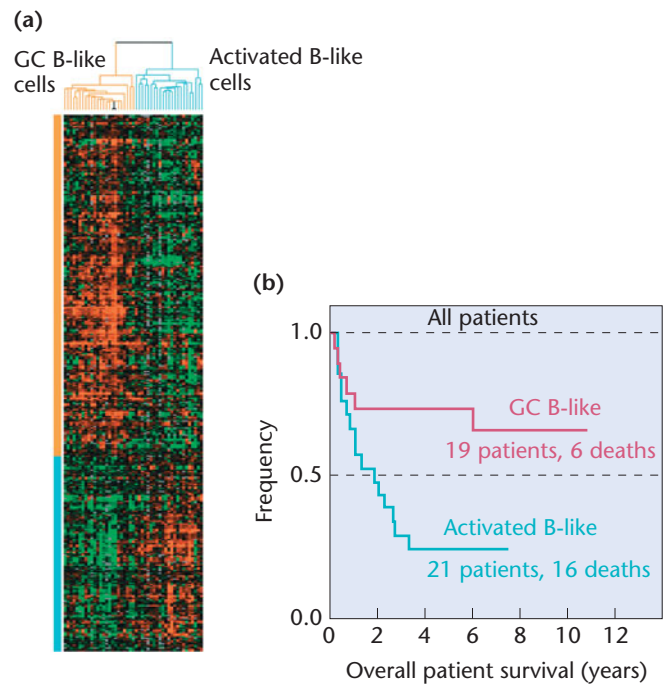 (a)
GC B-like
cells
Activated B-like
cells
(b)
All patients
1.0
GC B-like
19 patients, 6 deaths
0.5
Frequency
Activated B-like
21 patients, 16 deaths
0.0
0 2 4 6 8 10 12
Overall patient survival (years)